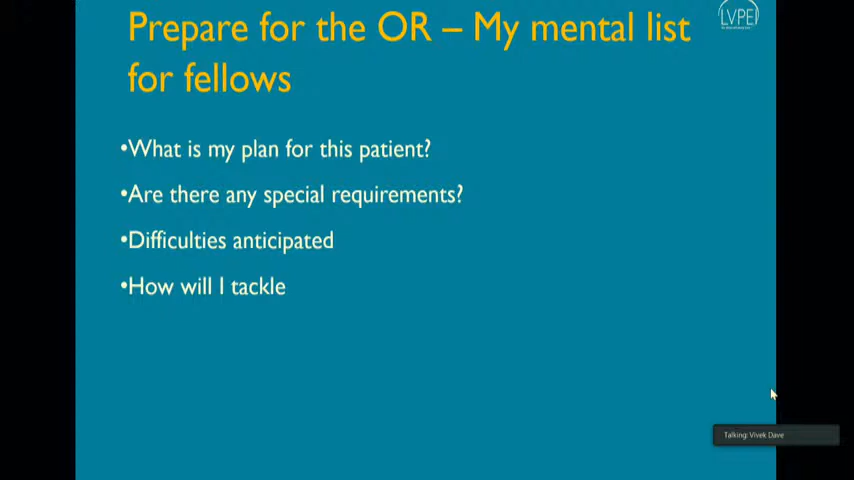 LVPEI
Prepare for the OR – My mental list
for fellows
•What is my plan for this patient?
•Are there any special requirements?
•Difficulties anticipated
•How will I tackle
Talking: Vivek Dave